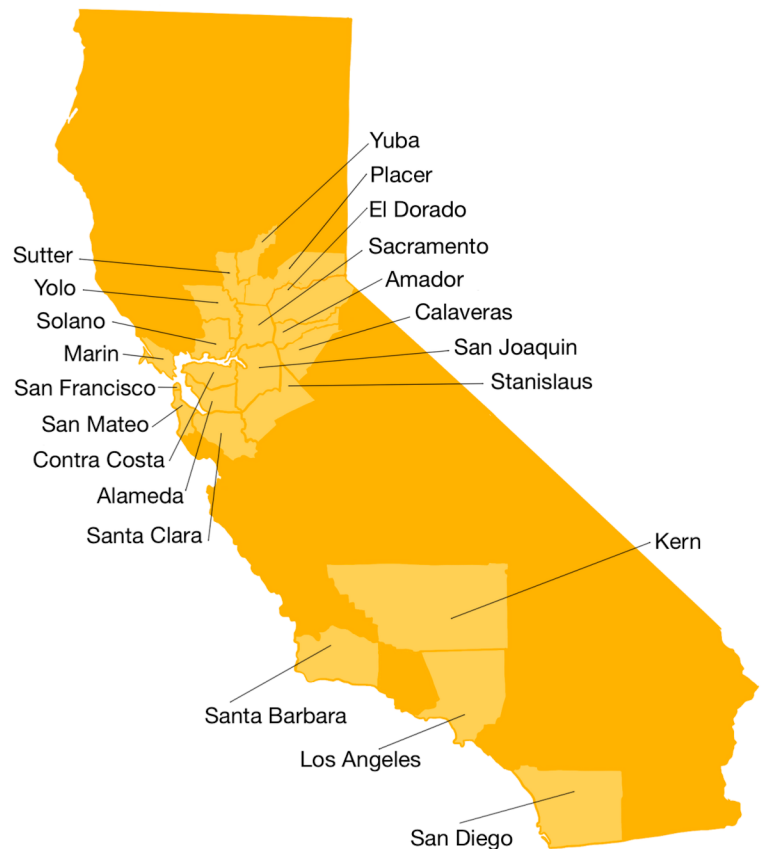 Yuba
Placer
El Dorado
Sacramento
Sutter
Amador
Yolo
Calaveras
Solano
San Joaquin
Marin
Stanislaus
San Francisco
San Mateo
Contra Costa
Alameda
Santa Clara
Kern
Santa Barbara
Los Angeles
San Diego